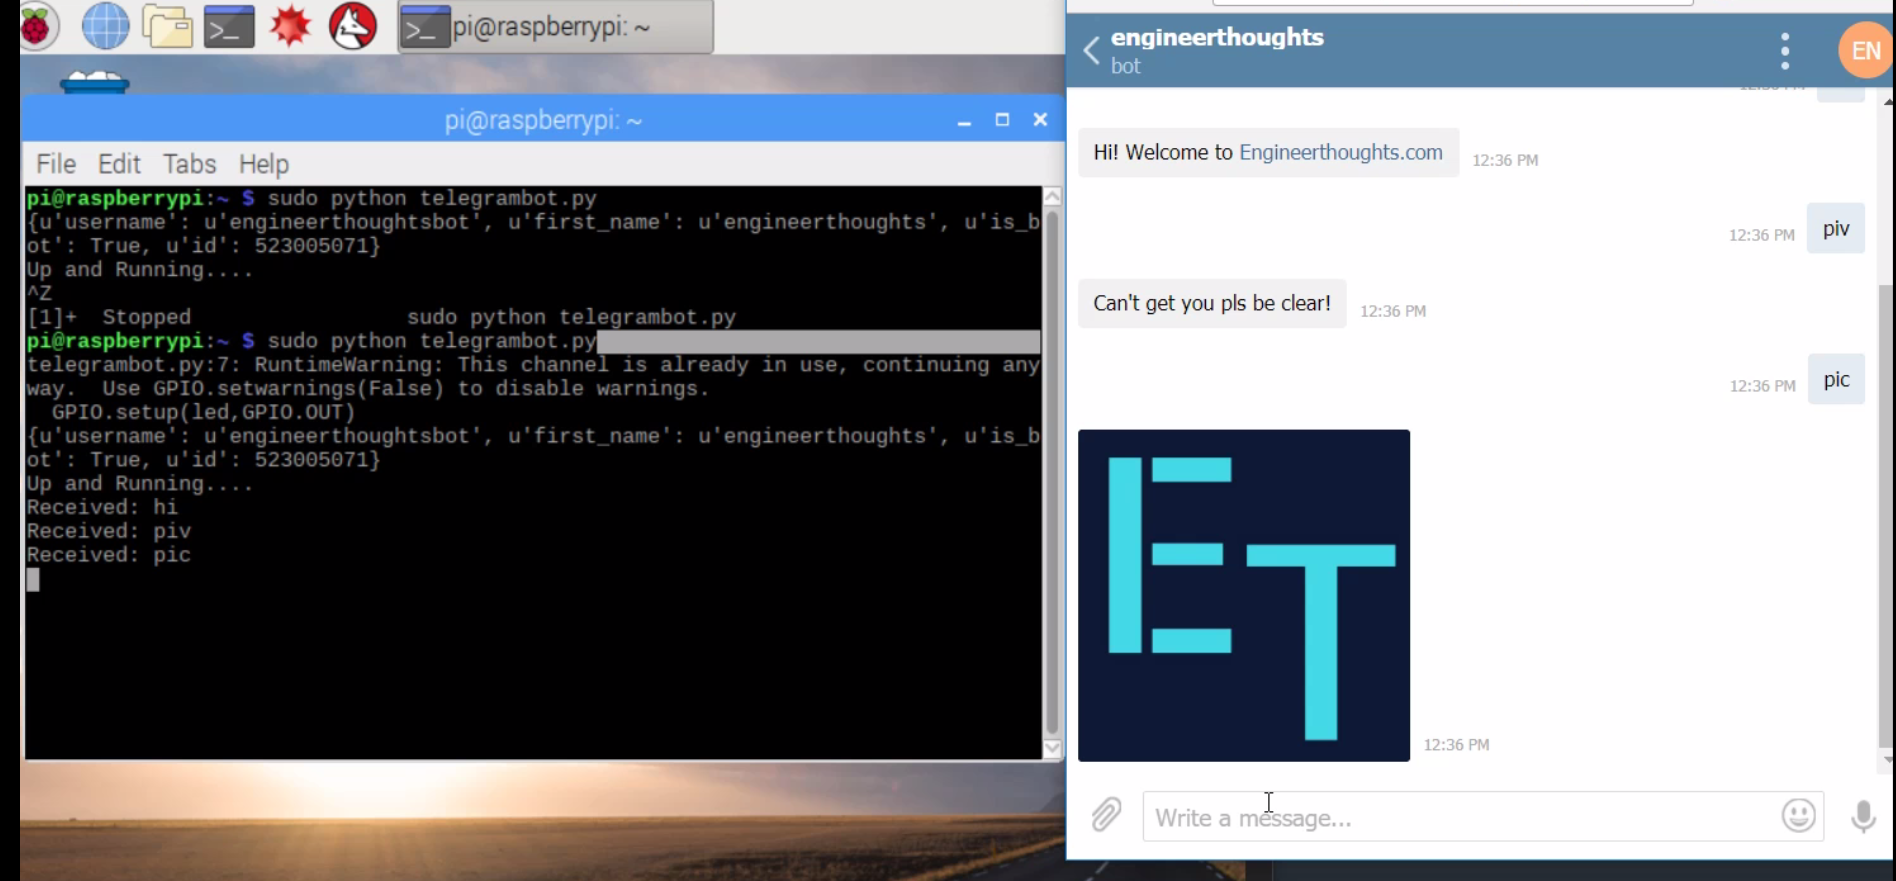 pi@raspberrypi: ~
pi@raspberrypi: ~
File Edit Tabs Help
pi@raspberrypi:~ $ sudo python telegrambot.py
{u'username': u'engineerthoughtsbot', u'first_name': u'engineerthoughts', u'is_b
ot': True, u'id': 523005071}
Up and Running....
^Z
[1]+  Stopped                 sudo python telegrambot.py
pi@raspberrypi:~ $ sudo python telegrambot.py
telegrambot.py:7: RuntimeWarning: This channel is already in use, continuing any
way.  Use GPIO.setwarnings(False) to disable warnings.
  GPIO.setup(led,GPIO.OUT)
{u'username': u'engineerthoughtsbot', u'first_name': u'engineerthoughts', u'is_b
ot': True, u'id': 523005071}
Up and Running....
Received: hi
Received: piv
Received: pic
engineerthoughts
bot
EN
Hi! Welcome to Engineerthoughts.com 12:36 PM
12:36 PM piv
Can't get you pls be clear! 12:36 PM
12:36 PM pic
ET
12:36 PM
Write a message...